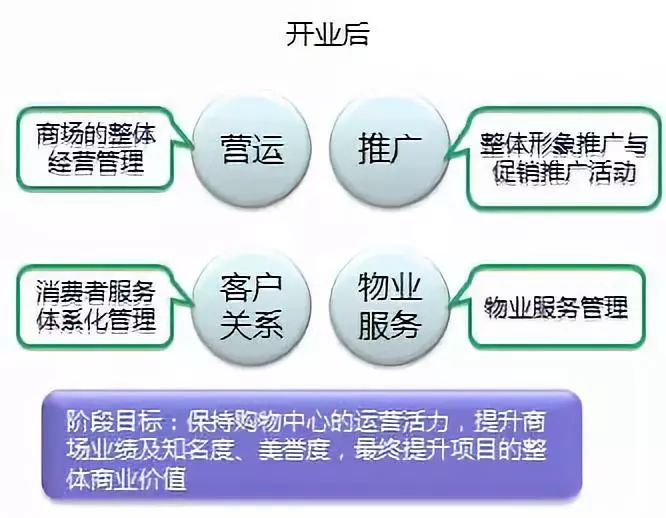 开业后
商场的整体
经营管理
营运
推广
整体形象推广与
促销推广活动
消费者服务
体系化管理
客户
关系
物业
服务
物业服务管理
阶段目标：保持购物中心的运营活力，提升商
场业绩及知名度、美誉度，最终提升项目的整
体商业价值